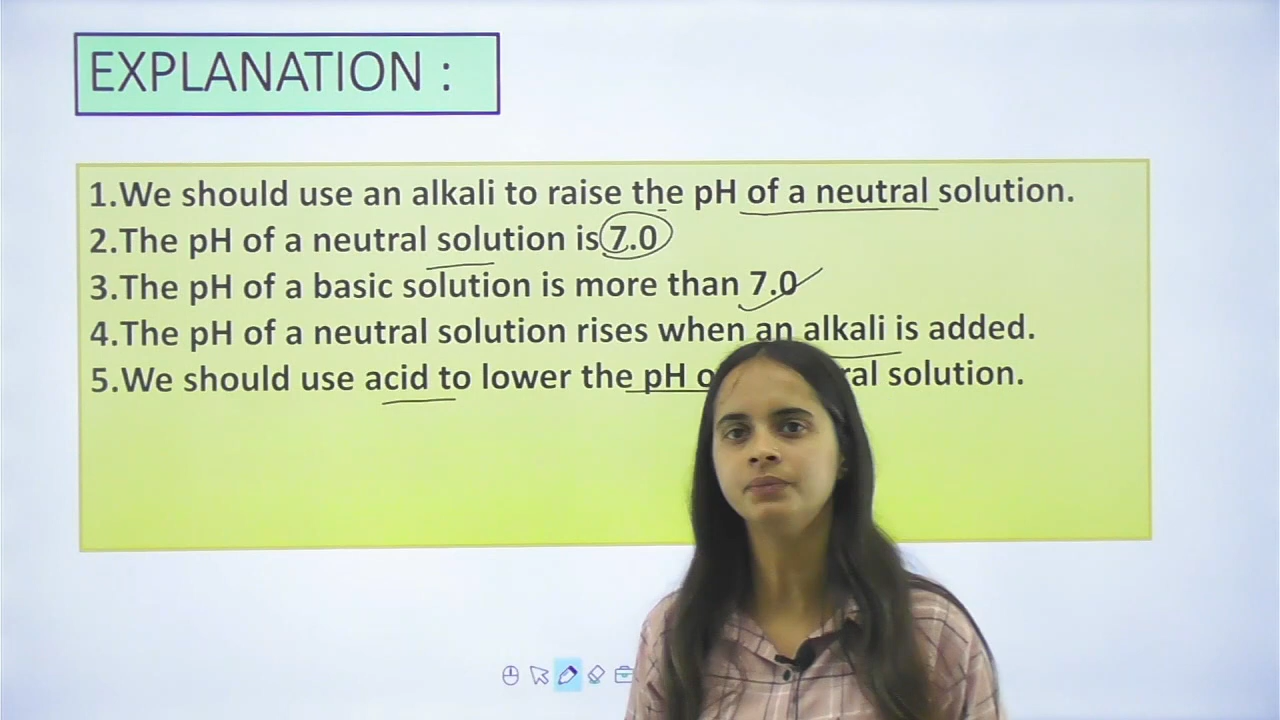 EXPLANATION :
1.We should use an alkali to raise the pH of a neutral solution.
2.The pH of a neutral solution is 7.0
3.The pH of a basic solution is more than 7.0
4.The pH of a neutral solution rises when an alkali is added.
5.We should use acid to lower the pH solution.